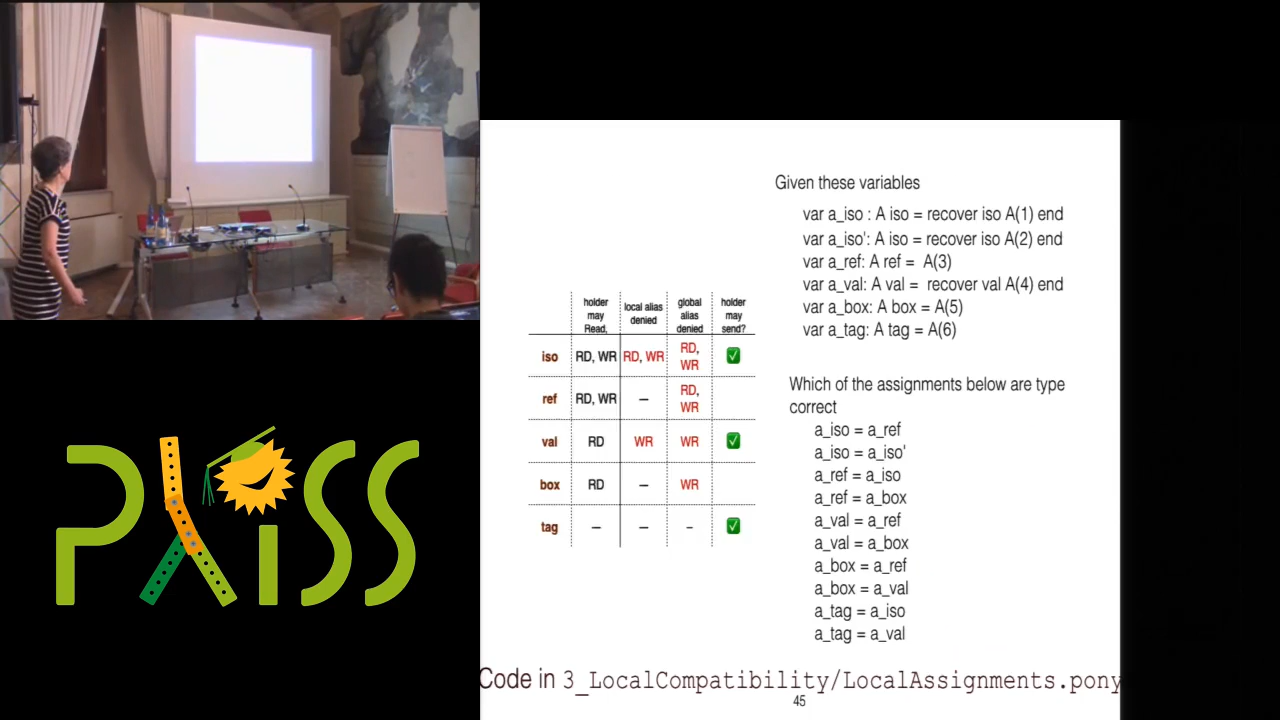 Given these variables
var a_iso : A iso = recover iso A(1) end
var a_iso': A iso = recover iso A(2) end
var a_ref: A ref = A(3)
var a_val: A val = recover val A(4) end
var a_box: A box = A(5)
var a_tag: A tag = A(6)
holder may Read, local alias denied global alias denied holder may send?
iso RD, WR RD, WR RD, WR ✓
ref RD, WR – RD, WR
val RD WR WR ✓
box RD – WR
tag – – – ✓
Which of the assignments below are type
correct
a_iso = a_ref
a_iso = a_iso'
a_ref = a_iso
a_ref = a_box
a_val = a_ref
a_val = a_box
a_box = a_ref
a_box = a_val
a_tag = a_iso
a_tag = a_val
PLISS
Code in 3_LocalCompatibility/LocalAssignments.pony
45